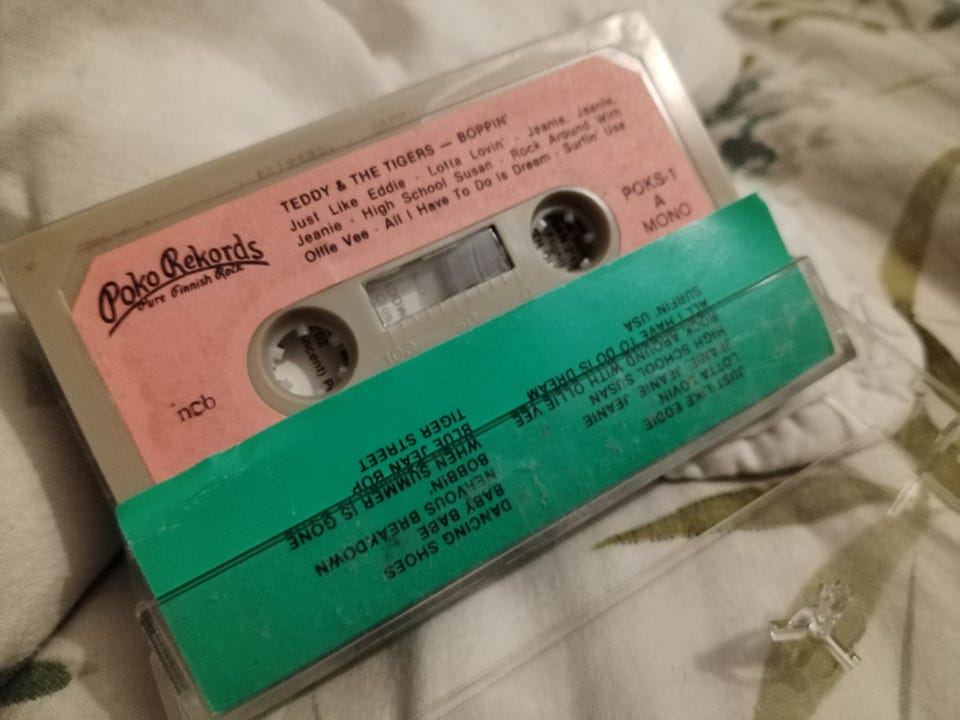 TEDDY & THE TIGERS — BOPPIN'
Just Like Eddie · Lotta Lovin' · Jeanie, Jeanie,
Jeanie · High School Susan · Rock Around With
Ollie Vee · All I Have To Do Is Dream · Surfin' Use
Poko Rekords
Pure Finnish Rock
POKS-1
A
MONO
ncb
100
50
0
JUST LIKE EDDIE
LOTTA LOVIN'
JEANIE JEANIE JEANIE
HIGH SCHOOL SUSAN
ROCK AROUND WITH OLLIE VEE
ALL I HAVE TO DO IS DREAM
SURFIN' USA
DANCING SHOES
BABY BABE
NERVOUS BREAKDOWN
BOBBIN'
WHEN SUMMER IS GONE
BLUE JEAN BOP
TIGER STREET